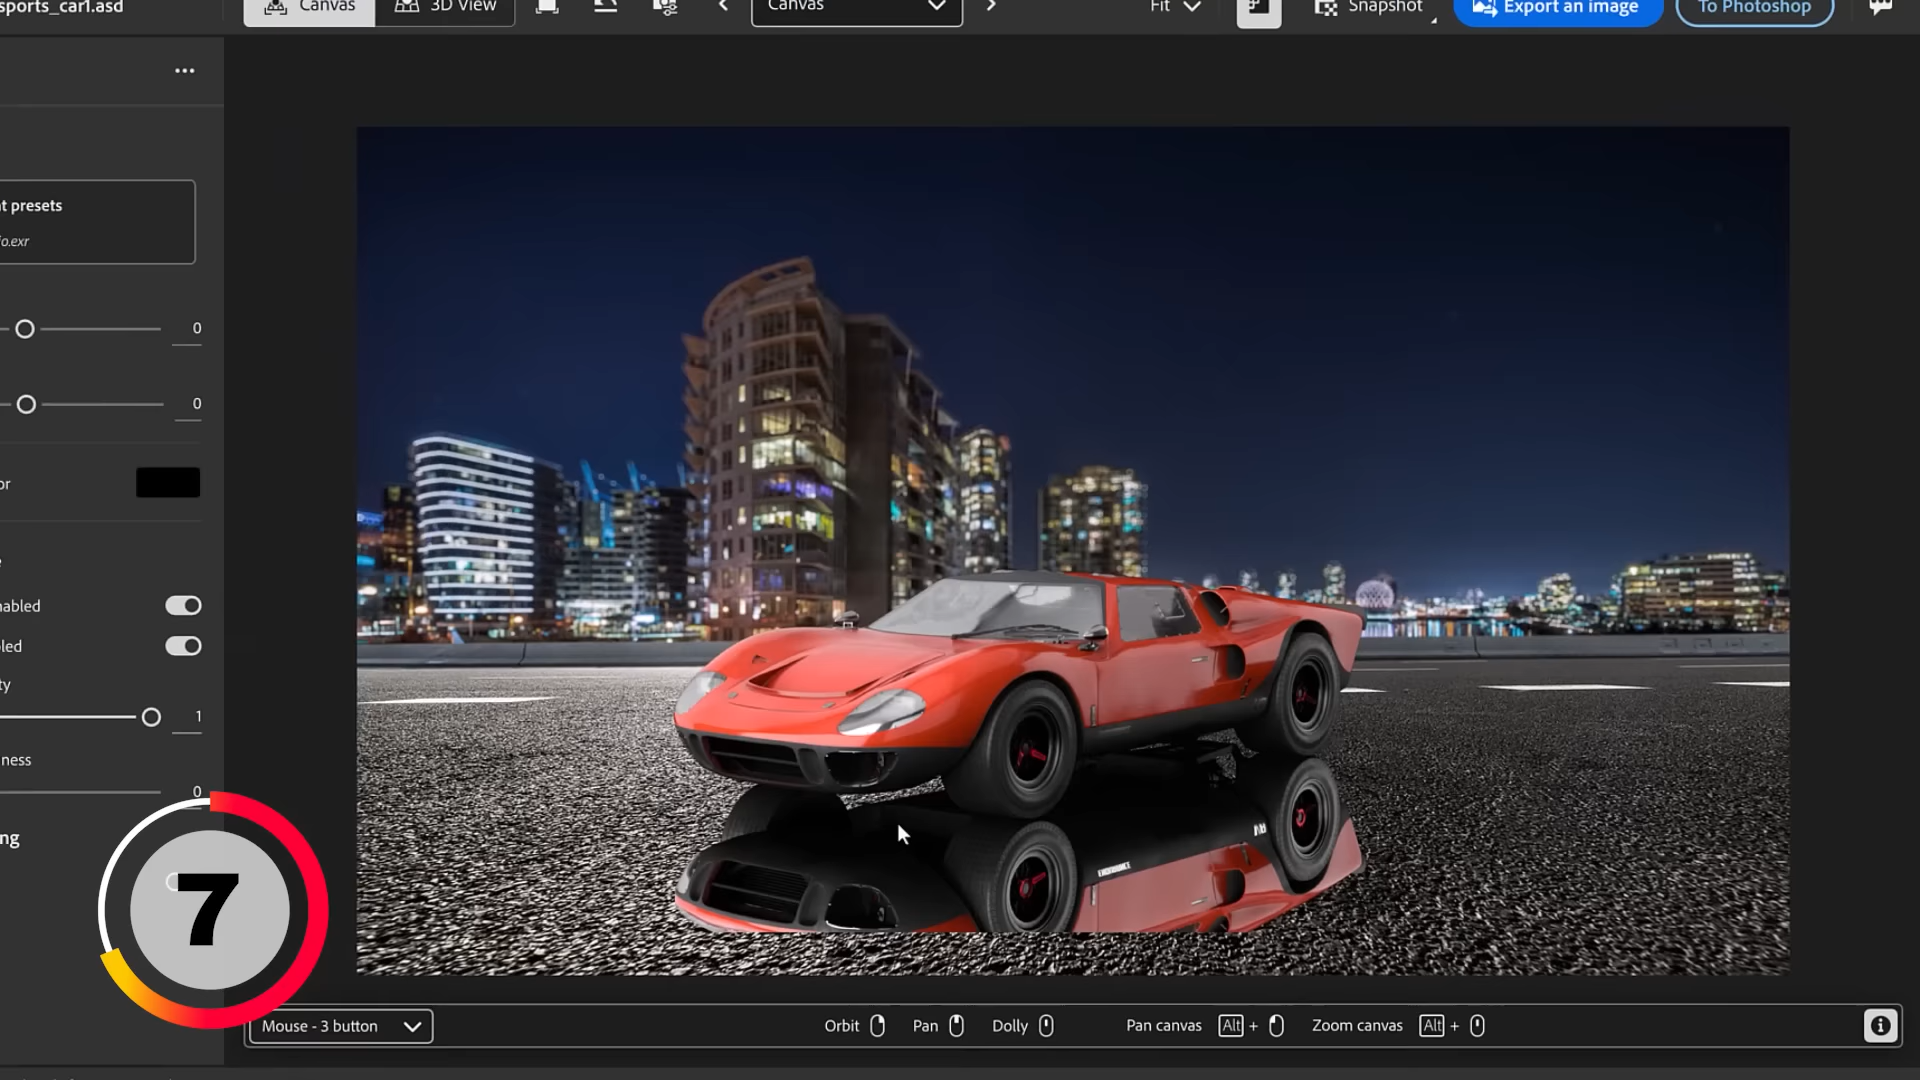 sports_car1.asd
Canvas
3D View
Canvas
Fit
Snapshot
Export an image
To Photoshop
t presets
o.exr
0
0
or
nabled
led
ty
1
ness
0
ng
7
Mouse - 3 button
Orbit
Pan
Dolly
Pan canvas Alt +
Zoom canvas Alt +